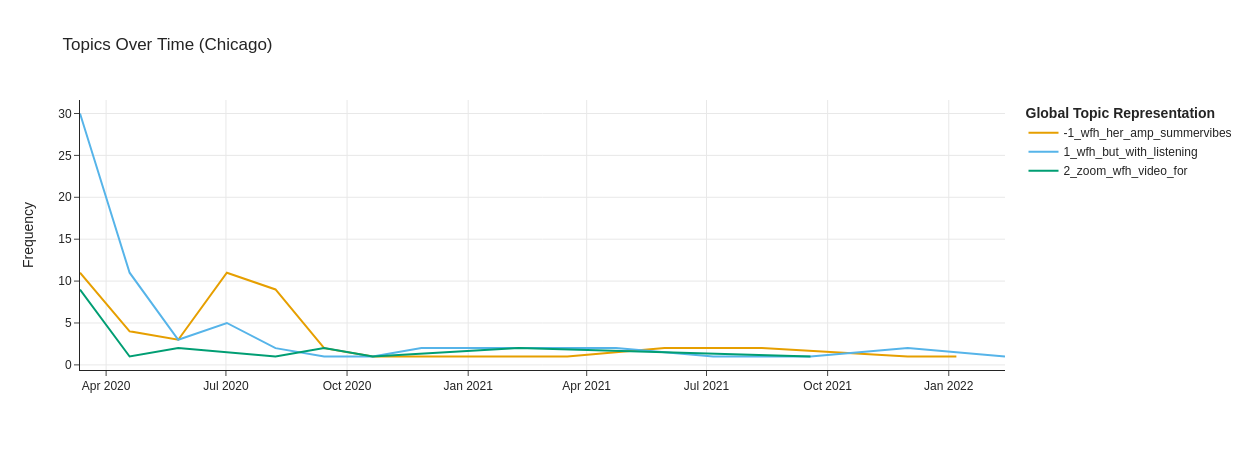 Topics Over Time (Chicago)
Global Topic Representation
-1_wfh_her_amp_summervibes
1_wfh_but_with_listening
2_zoom_wfh_video_for
Frequency
30
25
20
15
10
5
0
Apr 2020
Jul 2020
Oct 2020
Jan 2021
Apr 2021
Jul 2021
Oct 2021
Jan 2022